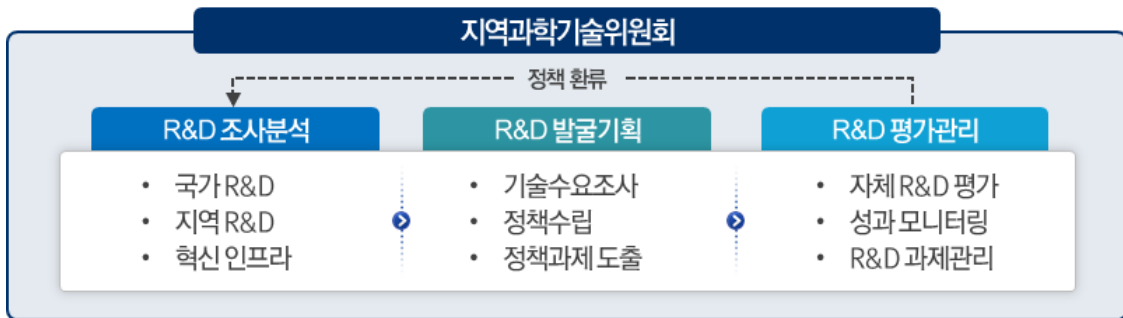 지역과학기술위원회
정책 환류
R&D 조사분석
R&D 발굴기획
R&D 평가관리
• 국가 R&D
• 지역 R&D
• 혁신 인프라
• 기술수요조사
• 정책수립
• 정책과제 도출
• 자체 R&D 평가
• 성과 모니터링
• R&D 과제관리